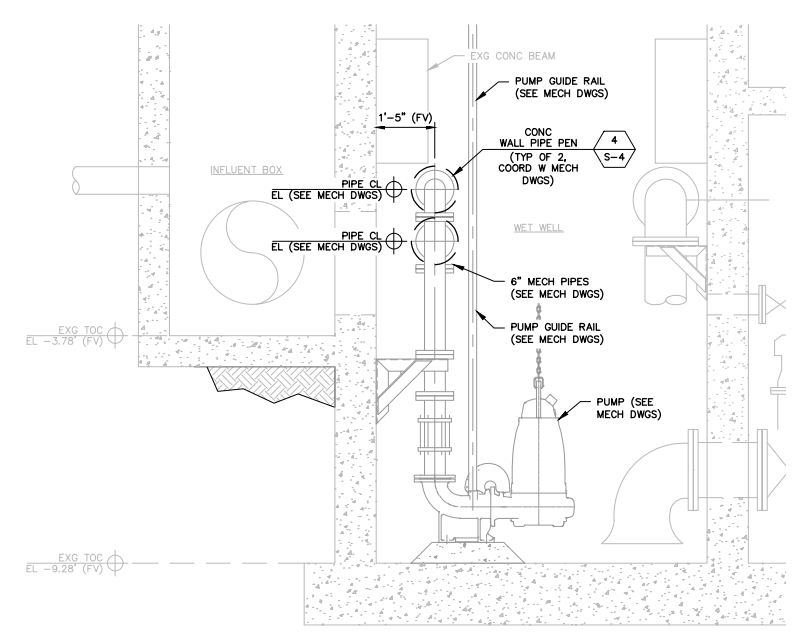 EXG CONC BEAM
PUMP GUIDE RAIL
(SEE MECH DWGS)
1'-5" (FV)
CONC
WALL PIPE PEN
(TYP OF 2,
COORD W MECH
DWGS)
4
S-4
INFLUENT BOX
PIPE CL
EL (SEE MECH DWGS)
WET WELL
PIPE CL
EL (SEE MECH DWGS)
6" MECH PIPES
(SEE MECH DWGS)
PUMP GUIDE RAIL
(SEE MECH DWGS)
EXG TOC
EL -3.78' (FV)
PUMP (SEE
MECH DWGS)
EXG TOC
EL -9.28' (FV)